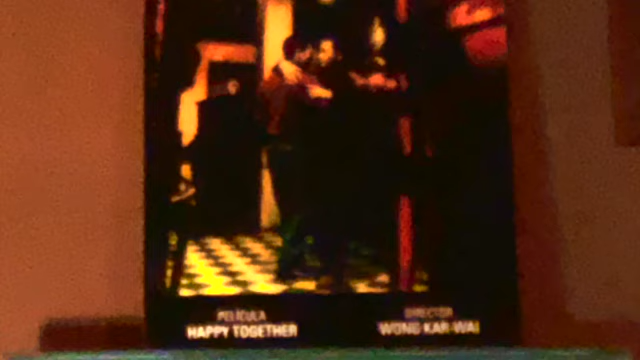 PELÍCULA
HAPPY TOGETHER
DIRECTOR
WONG KAR-WAI